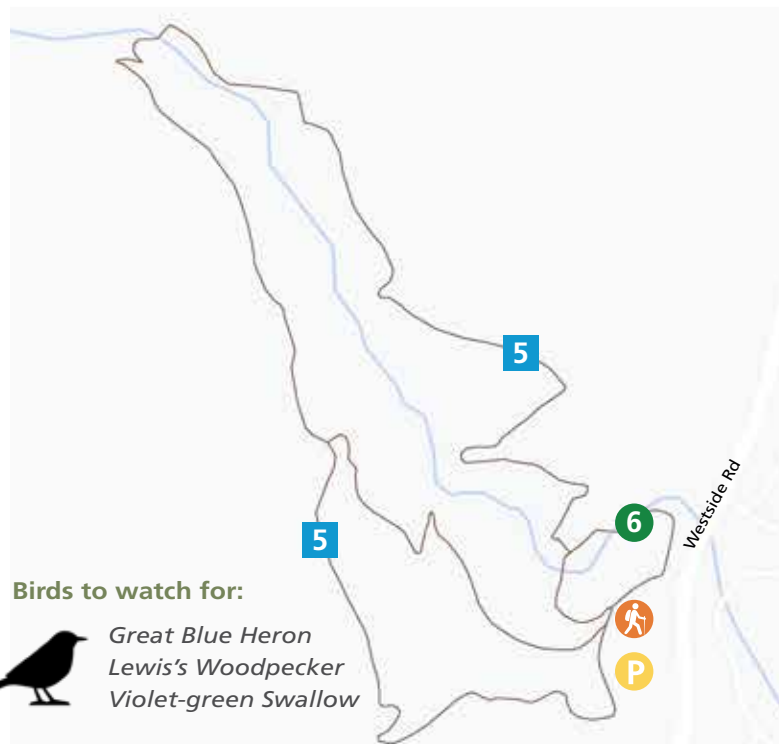 5
Westside Rd
6
5
P
Birds to watch for:
Great Blue Heron
Lewis's Woodpecker
Violet-green Swallow